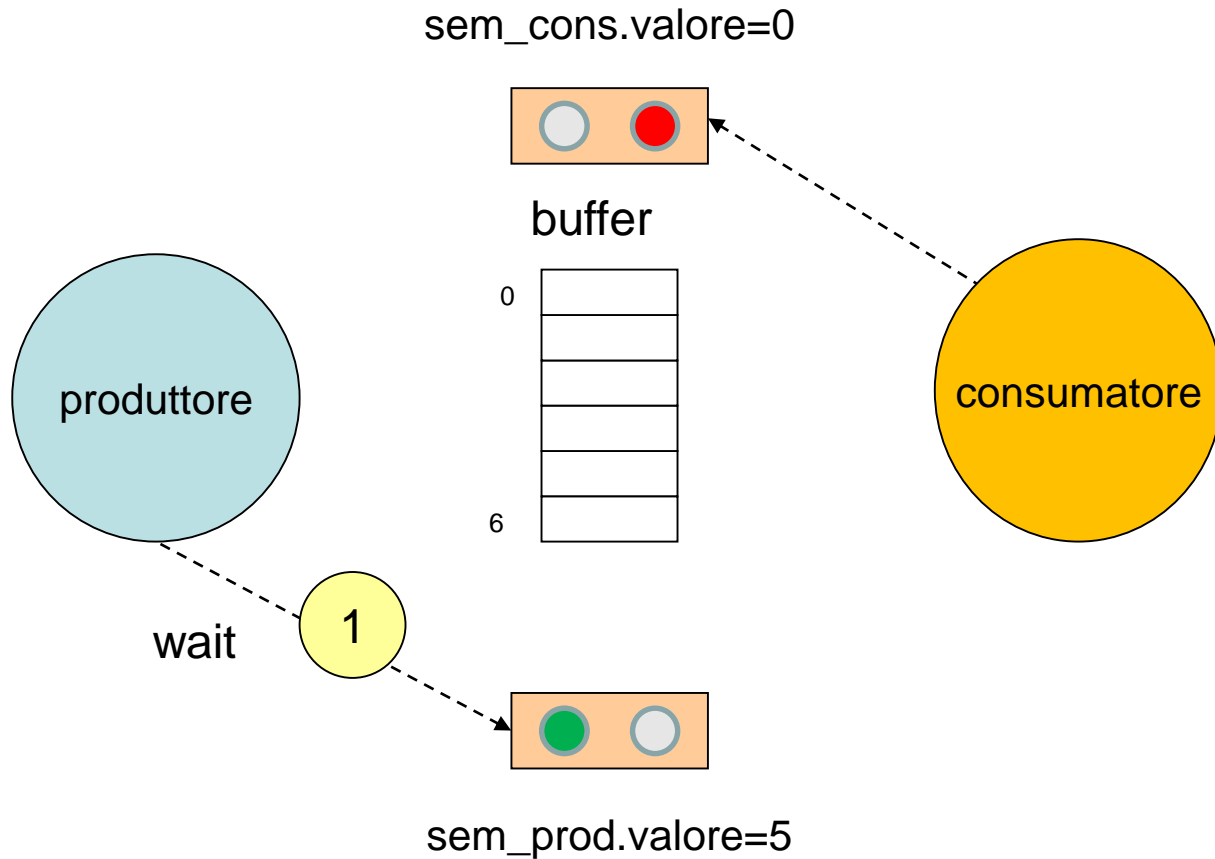 sem_cons.valore=0
buffer
0
produttore
consumatore
6
1
wait
sem_prod.valore=5